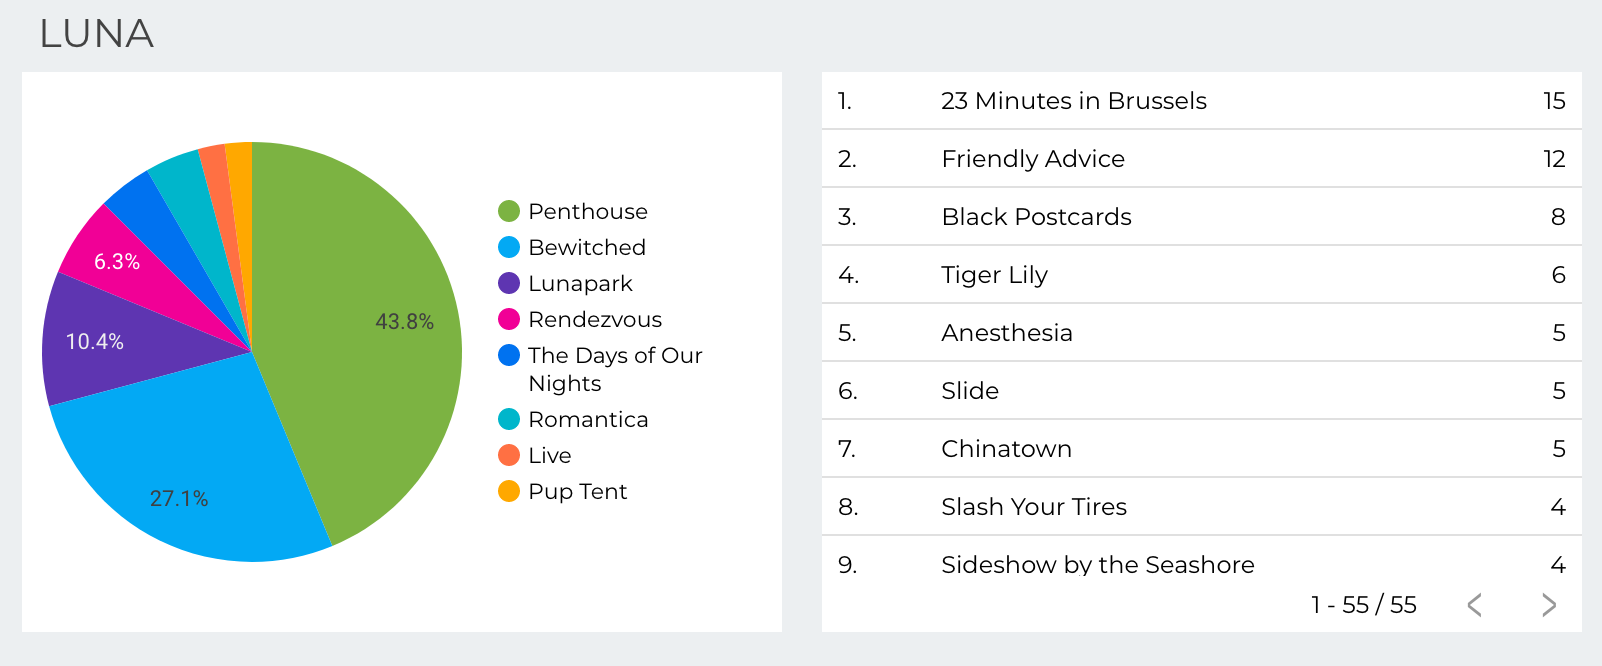 LUNA
43.8%
27.1%
10.4%
6.3%
Penthouse
Bewitched
Lunapark
Rendezvous
The Days of Our
Nights
Romantica
Live
Pup Tent
1. 23 Minutes in Brussels 15
2. Friendly Advice 12
3. Black Postcards 8
4. Tiger Lily 6
5. Anesthesia 5
6. Slide 5
7. Chinatown 5
8. Slash Your Tires 4
9. Sideshow by the Seashore 4
1 - 55 / 55